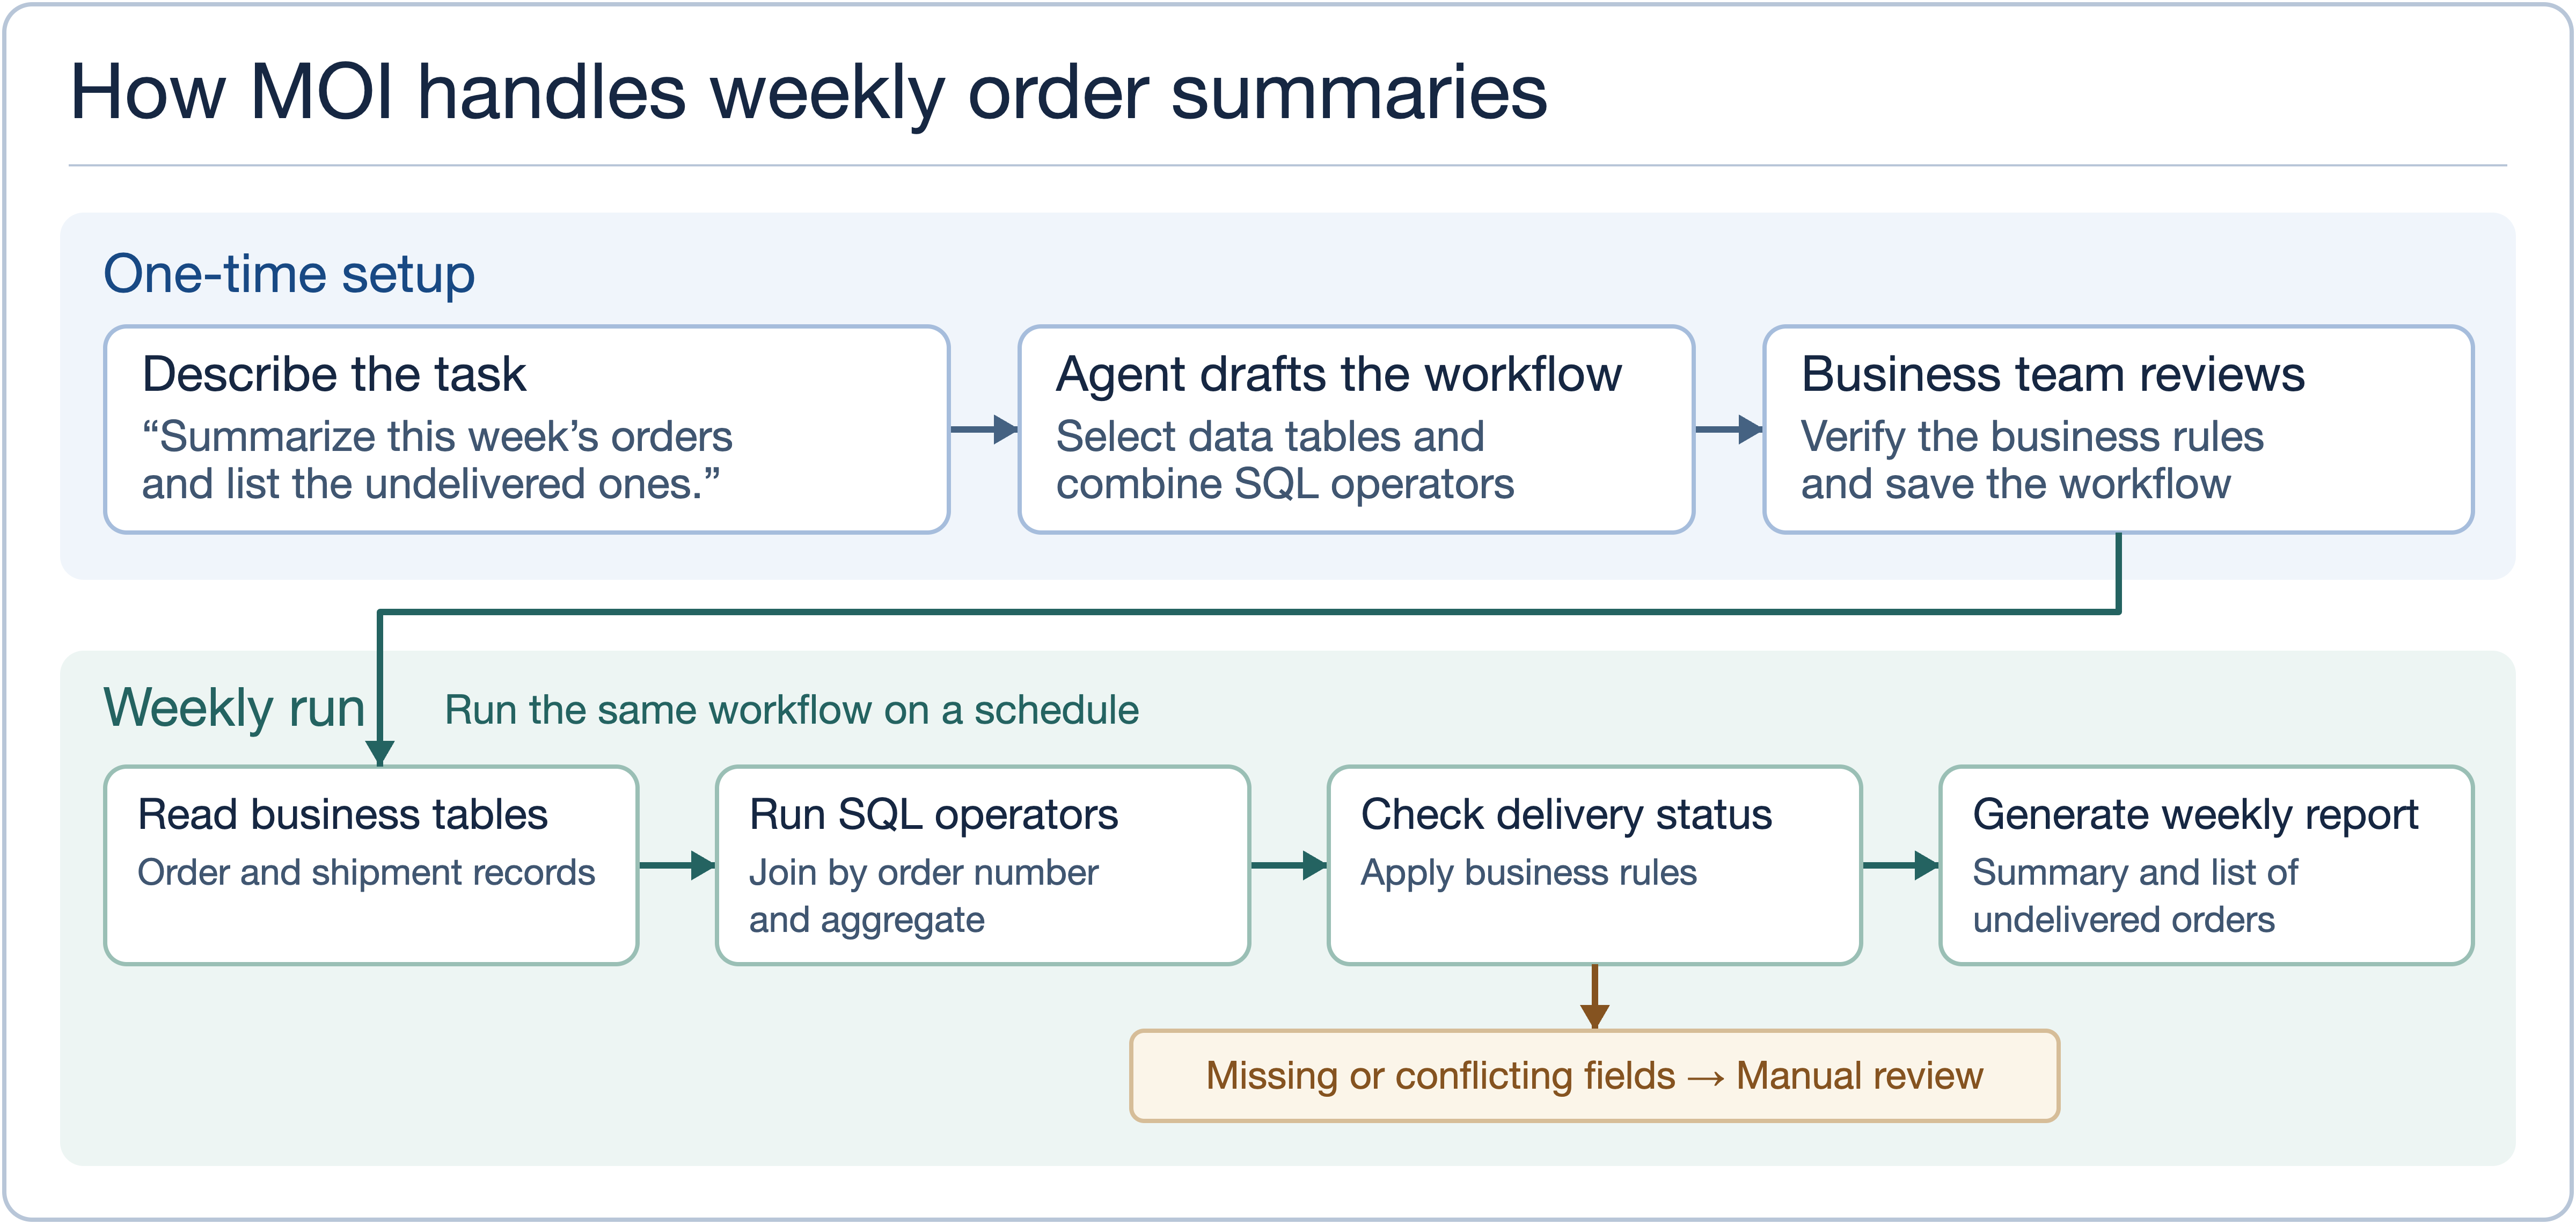 How MOI handles weekly order summaries
One-time setup
Describe the task
“Summarize this week’s orders
and list the undelivered ones.”
Agent drafts the workflow
Select data tables and
combine SQL operators
Business team reviews
Verify the business rules
and save the workflow
Weekly run
Run the same workflow on a schedule
Read business tables
Order and shipment records
Run SQL operators
Join by order number
and aggregate
Check delivery status
Apply business rules
Generate weekly report
Summary and list of
undelivered orders
Missing or conflicting fields → Manual review